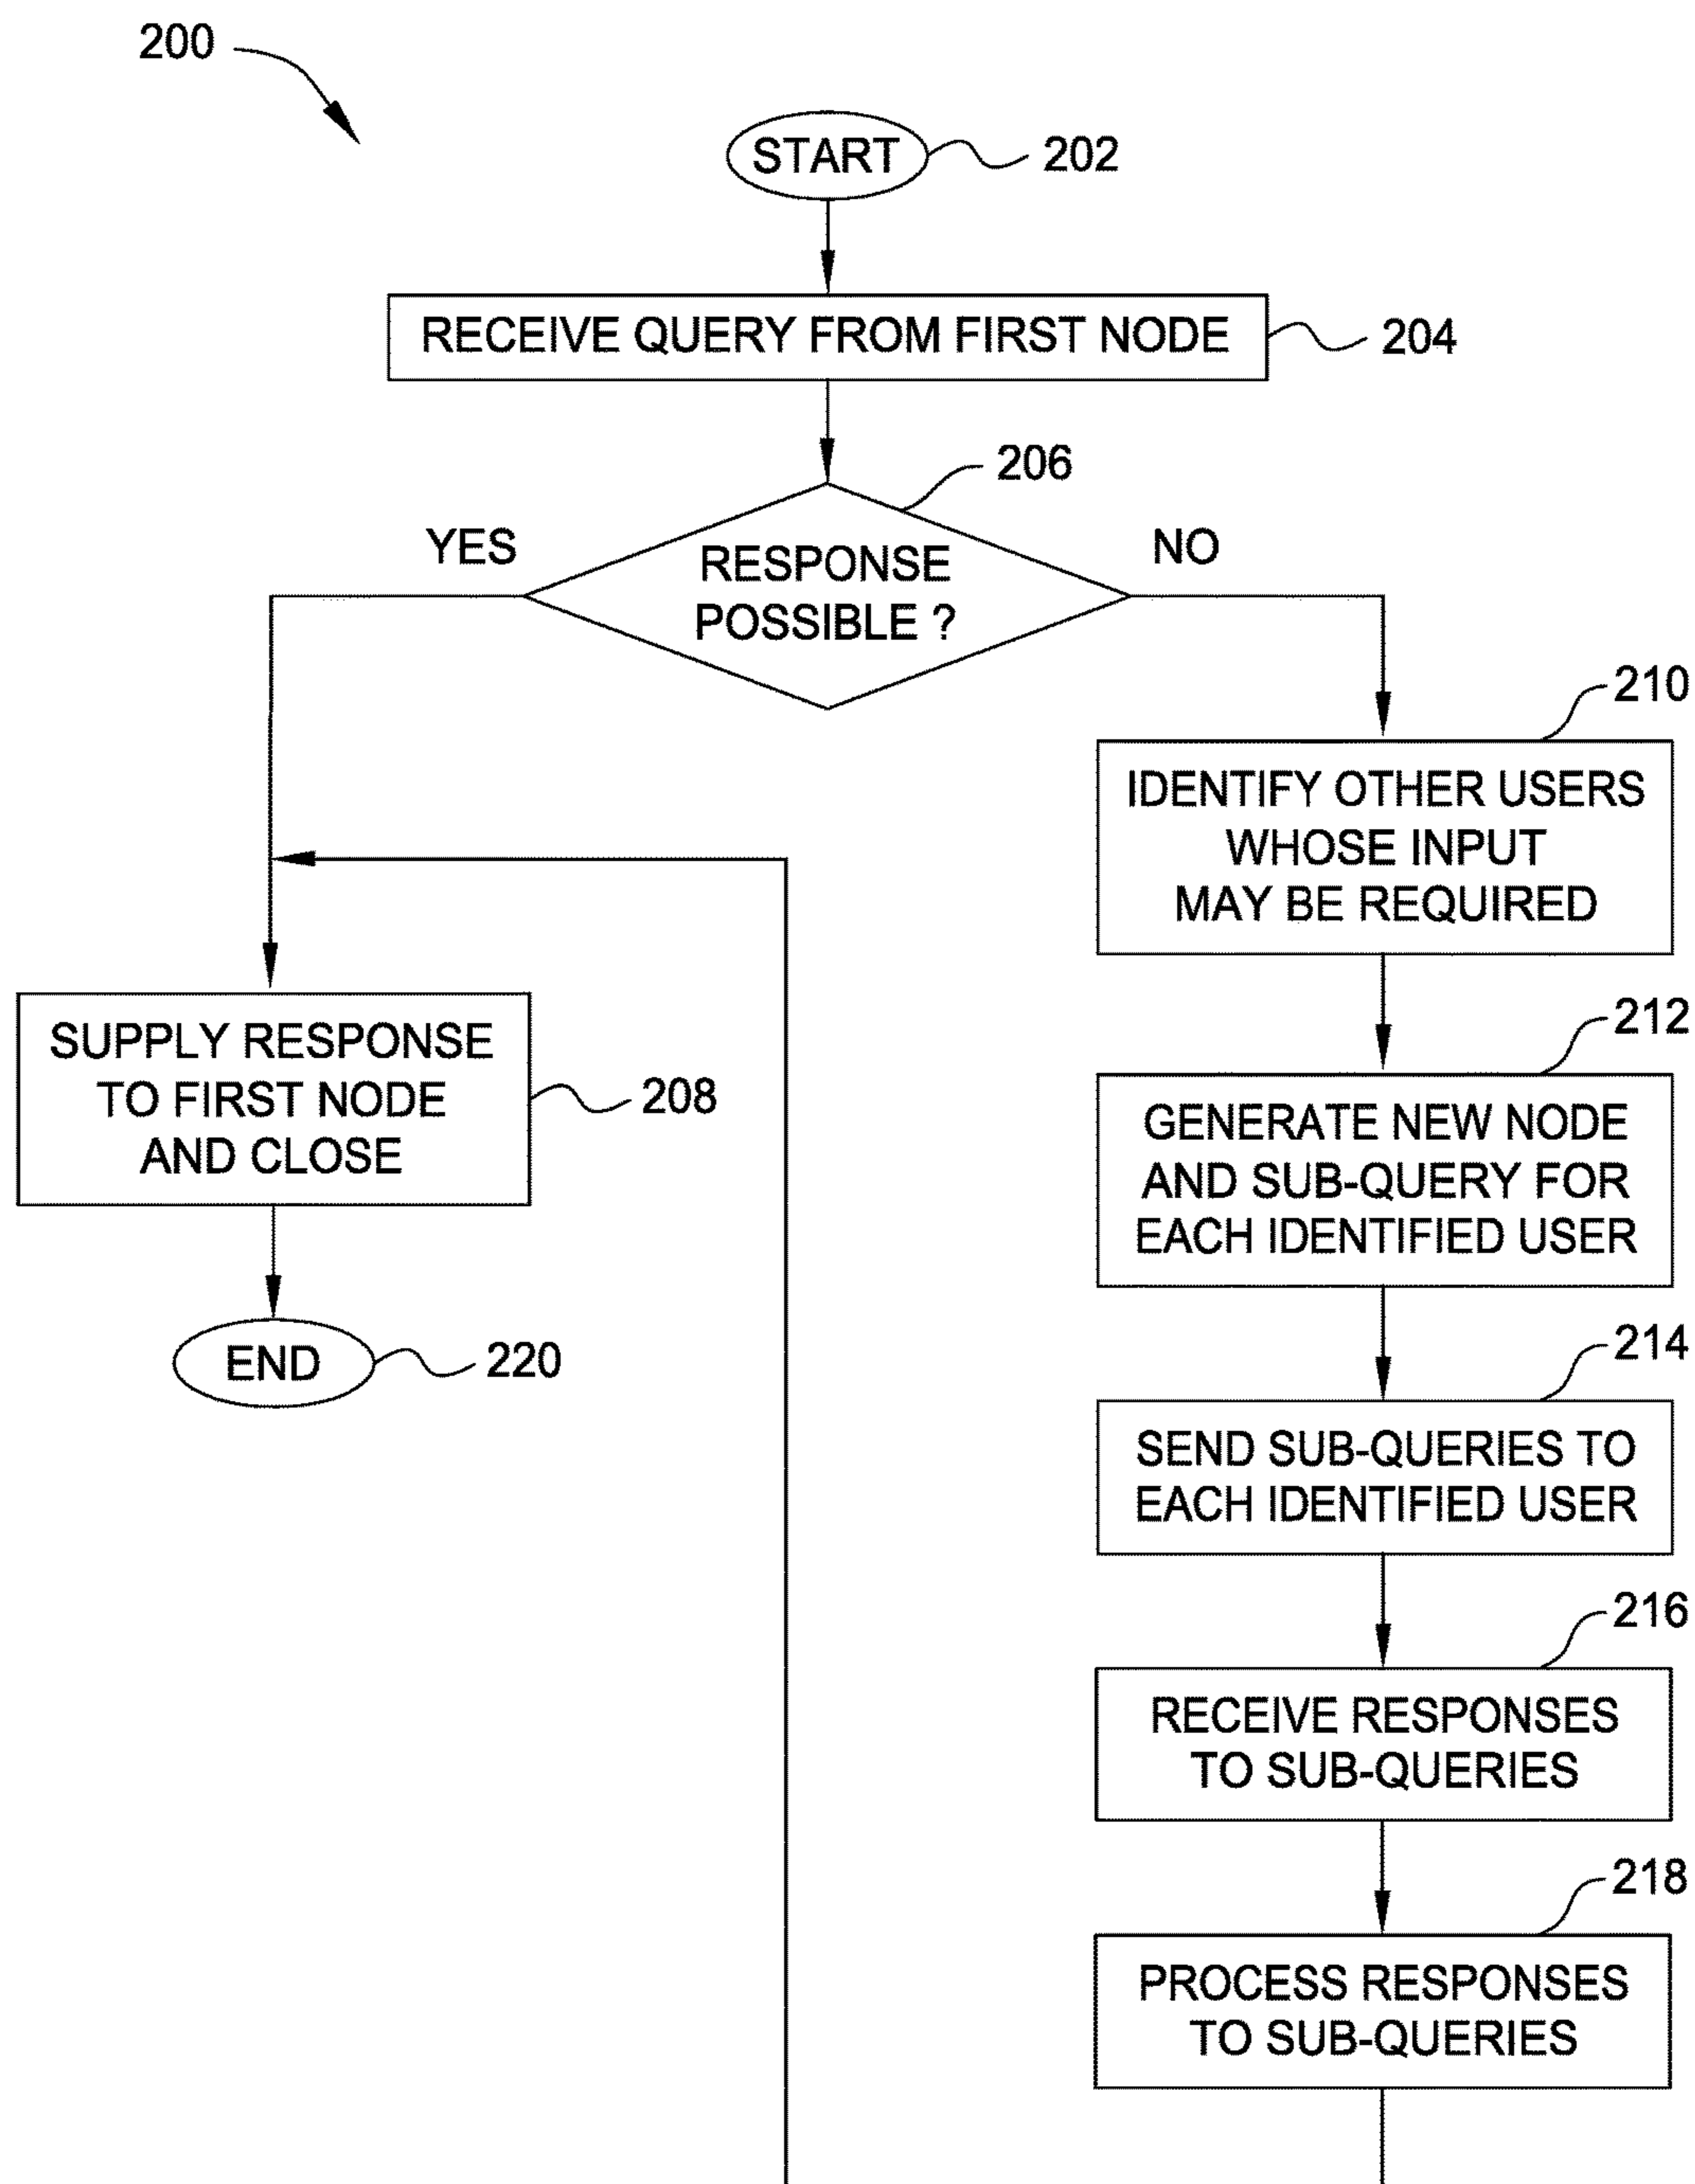 200
START
202
RECEIVE QUERY FROM FIRST NODE
204
206
YES
RESPONSE
POSSIBLE ?
NO
210
IDENTIFY OTHER USERS
WHOSE INPUT
MAY BE REQUIRED
SUPPLY RESPONSE
TO FIRST NODE
AND CLOSE
208
212
GENERATE NEW NODE
AND SUB-QUERY FOR
EACH IDENTIFIED USER
END
220
214
SEND SUB-QUERIES TO
EACH IDENTIFIED USER
216
RECEIVE RESPONSES
TO SUB-QUERIES
218
PROCESS RESPONSES
TO SUB-QUERIES